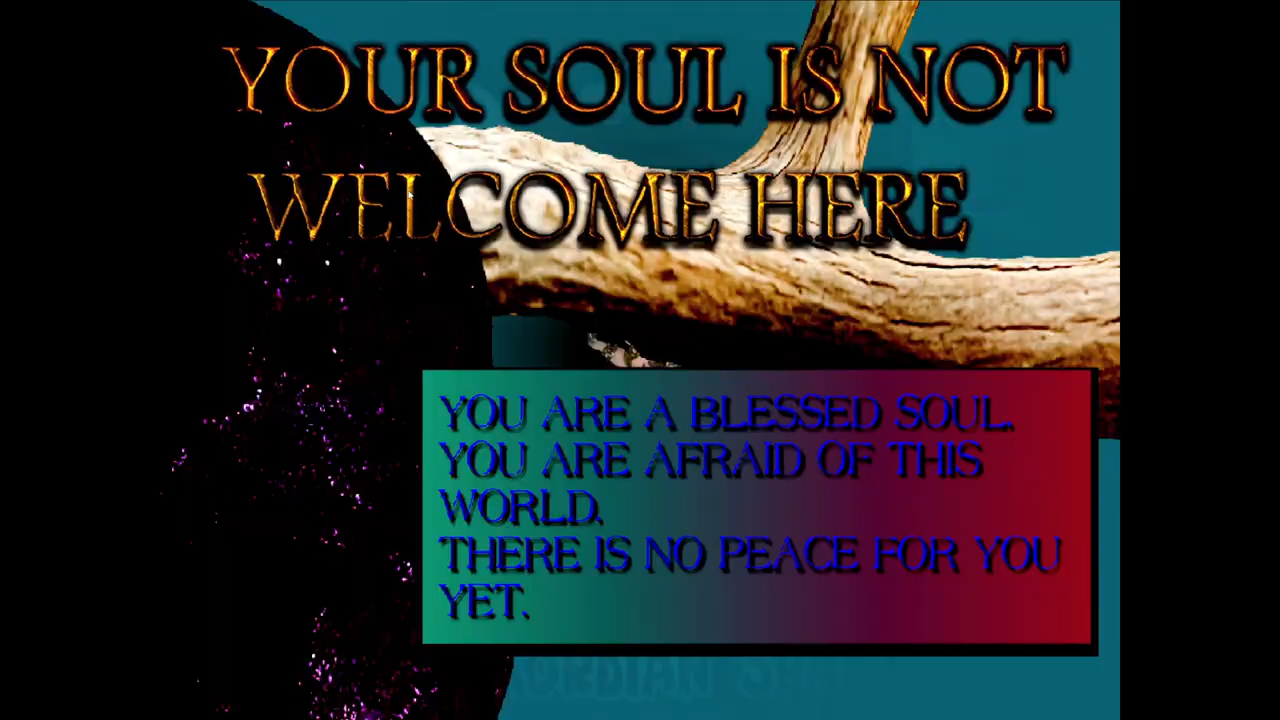 YOUR SOUL IS NOT
WELCOME HERE
YOU ARE A BLESSED SOUL.
YOU ARE AFRAID OF THIS
WORLD.
THERE IS NO PEACE FOR YOU
YET.